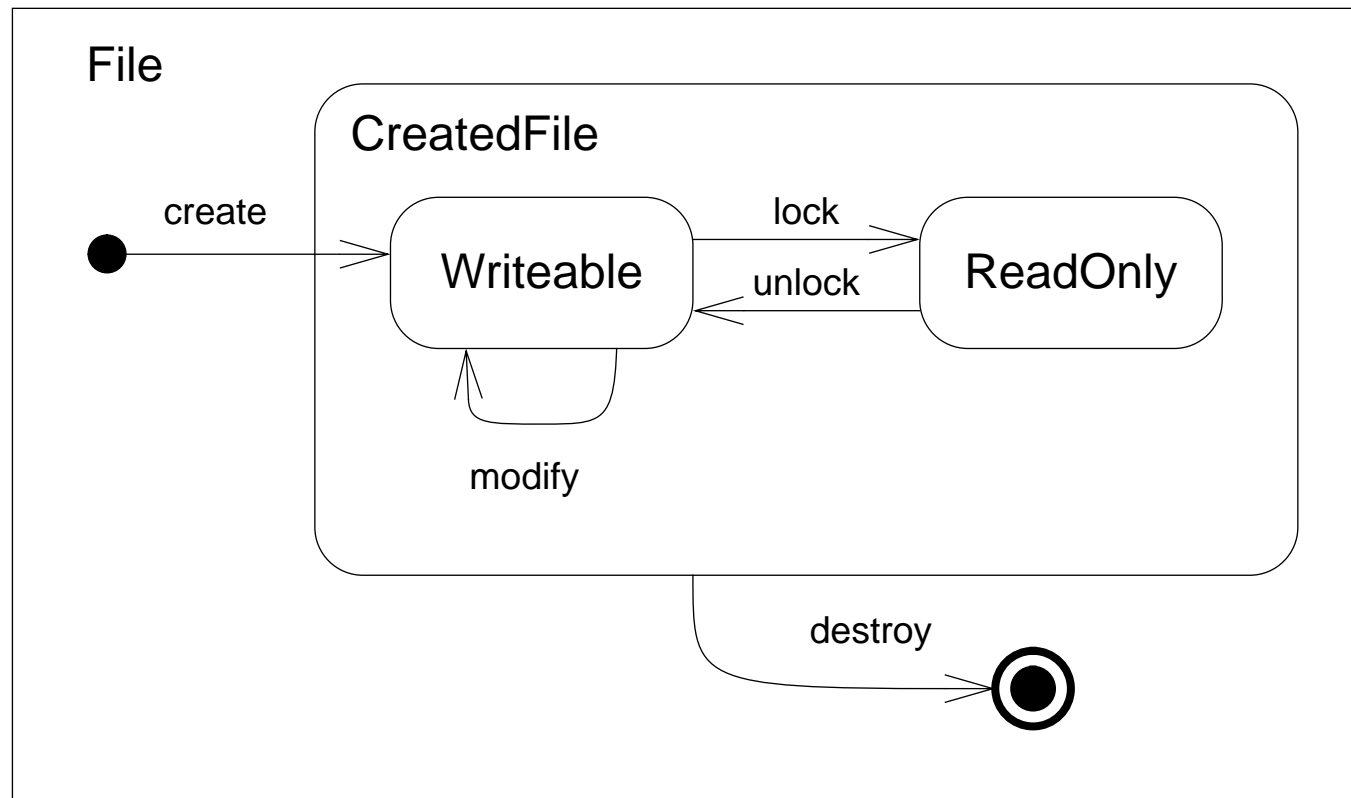 File
CreatedFile
create
lock
Writeable
unlock
ReadOnly
modify
destroy